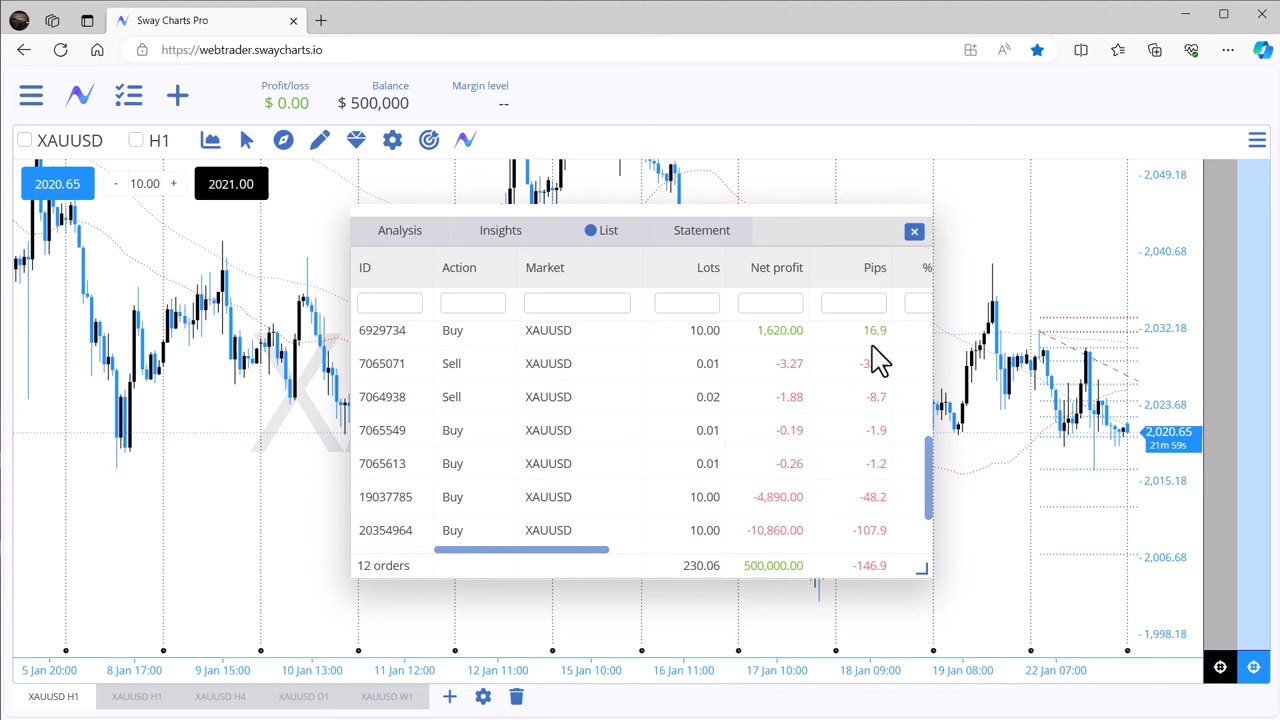 Sway Charts Pro
https://webtrader.swaycharts.io
Profit/loss Balance Margin level
$ 0.00 $ 500,000 --
XAUUSD H1
2020.65 - 10.00 + 2021.00
Analysis Insights List Statement
ID Action Market Lots Net profit Pips %
6929734 Buy XAUUSD 10.00 1,620.00 16.9
7065071 Sell XAUUSD 0.01 -3.27
7064938 Sell XAUUSD 0.02 -1.88 -8.7
7065549 Buy XAUUSD 0.01 -0.19 -1.9
7065613 Buy XAUUSD 0.01 -0.26 -1.2
19037785 Buy XAUUSD 10.00 -4,890.00 -48.2
20354964 Buy XAUUSD 10.00 -10,860.00 -107.9
12 orders 230.06 500,000.00 -146.9
2,049.18
2,040.68
2,032.18
2,023.68
2,020.65
21m 59s
2,015.18
2,006.68
1,998.18
5 Jan 20:00 8 Jan 17:00 9 Jan 15:00 10 Jan 13:00 11 Jan 12:00 12 Jan 11:00 15 Jan 10:00 16 Jan 11:00 17 Jan 10:00 18 Jan 09:00 19 Jan 08:00 22 Jan 07:00
XAUUSD H1 XAUUSD H1 XAUUSD H4 XAUUSD D1 XAUUSD W1